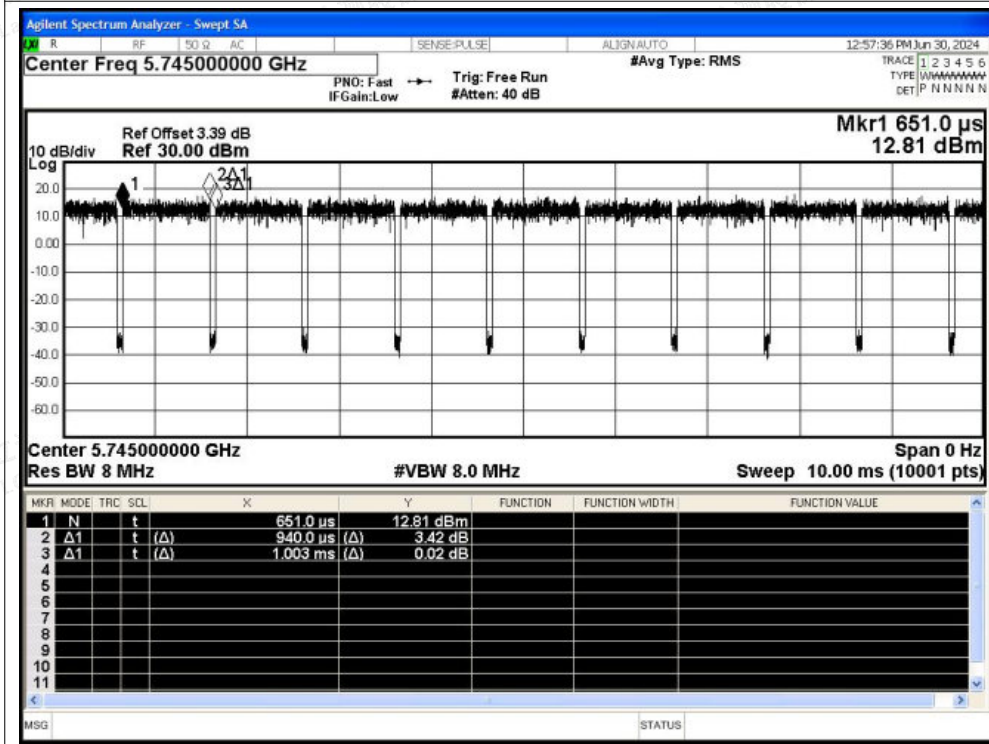 Agilent Spectrum Analyzer - Swept SA
LXI R RF 50 Ω AC SENSE:PULSE ALIGN AUTO 12:57:36 PM Jun 30, 2024
Center Freq 5.745000000 GHz #Avg Type: RMS TRACE 1 2 3 4 5 6
PNO: Fast Trig: Free Run TYPE WWWWWW
IFGain:Low #Atten: 40 dB DET P N N N N N
Mkr1 651.0 µs
Ref Offset 3.39 dB
10 dB/div Ref 30.00 dBm 12.81 dBm
Log
1 2Δ1 3Δ1
20.0
10.0
0.00
-10.0
-20.0
-30.0
-40.0
-50.0
-60.0
Center 5.745000000 GHz Span 0 Hz
Res BW 8 MHz #VBW 8.0 MHz Sweep 10.00 ms (10001 pts)
MKR MODE TRC SCL X Y FUNCTION FUNCTION WIDTH FUNCTION VALUE
1 N t 651.0 µs 12.81 dBm
2 Δ1 t (Δ) 940.0 µs (Δ) 3.42 dB
3 Δ1 t (Δ) 1.003 ms (Δ) 0.02 dB
4
5
6
7
8
9
10
11
MSG STATUS